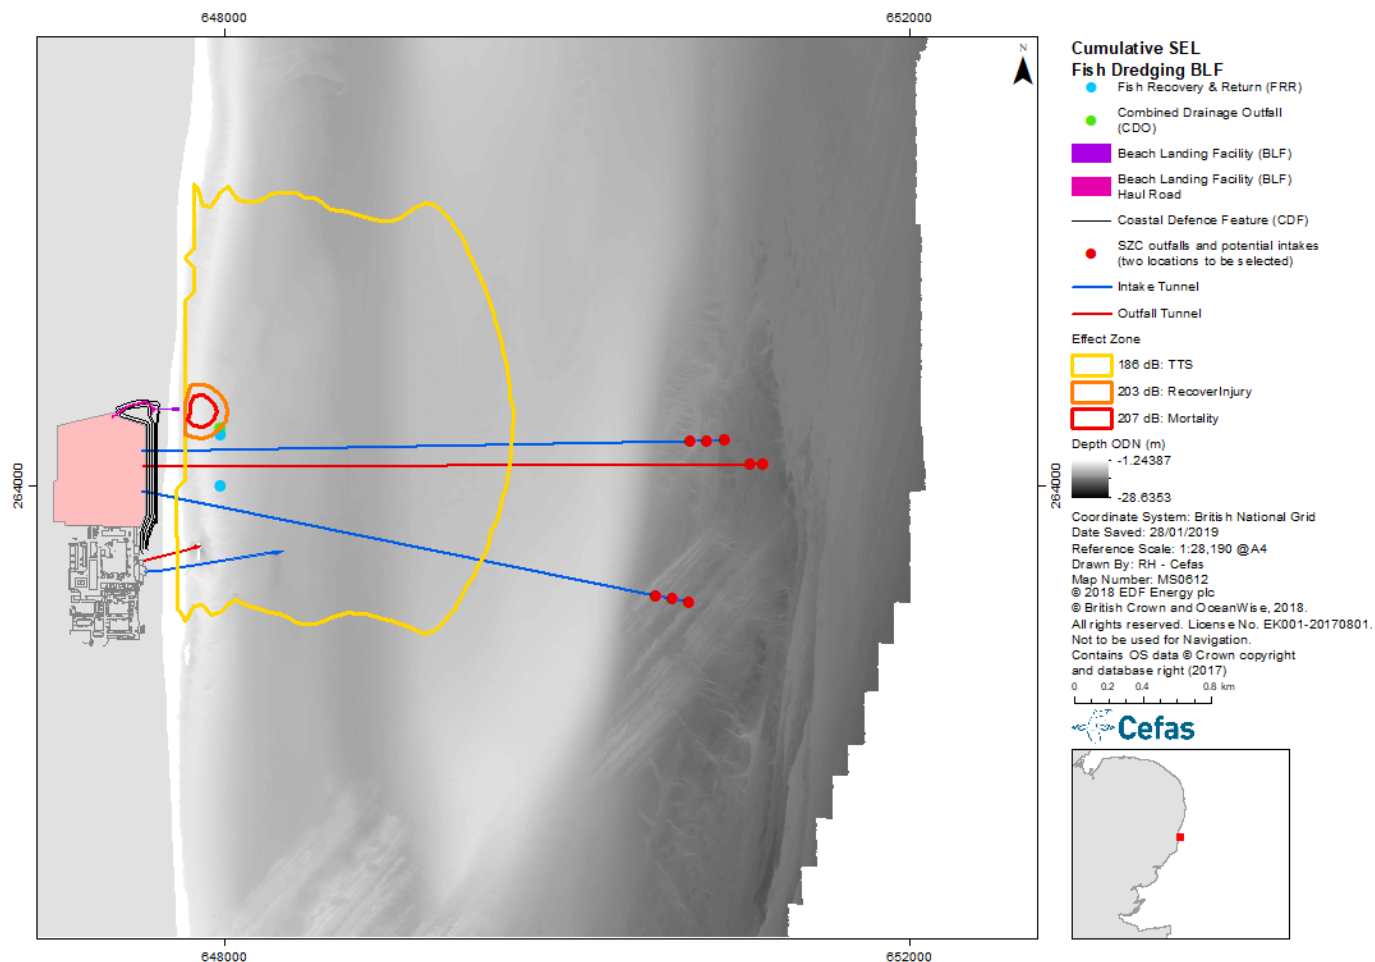 648000
652000
N
264000
264000
648000
652000
Cumulative SEL
Fish Dredging BLF
Fish Recovery & Return (FRR)
Combined Drainage Outfall
(CDO)
Beach Landing Facility (BLF)
Beach Landing Facility (BLF)
Haul Road
Coastal Defence Feature (CDF)
SZC outfalls and potential intakes
(two locations to be selected)
Intake Tunnel
Outfall Tunnel
Effect Zone
186 dB: TTS
203 dB: RecoverInjury
207 dB: Mortality
Depth ODN (m)
-1.24387
-28.6353
Coordinate System: British National Grid
Date Saved: 28/01/2019
Reference Scale: 1:28,190 @A4
Drawn By: RH - Cefas
Map Number: MS0612
© 2018 EDF Energy plc
© British Crown and OceanWise, 2018.
All rights reserved. License No. EK001-20170801.
Not to be used for Navigation.
Contains OS data © Crown copyright
and database right (2017)
0 0.2 0.4 0.8 km
Cefas